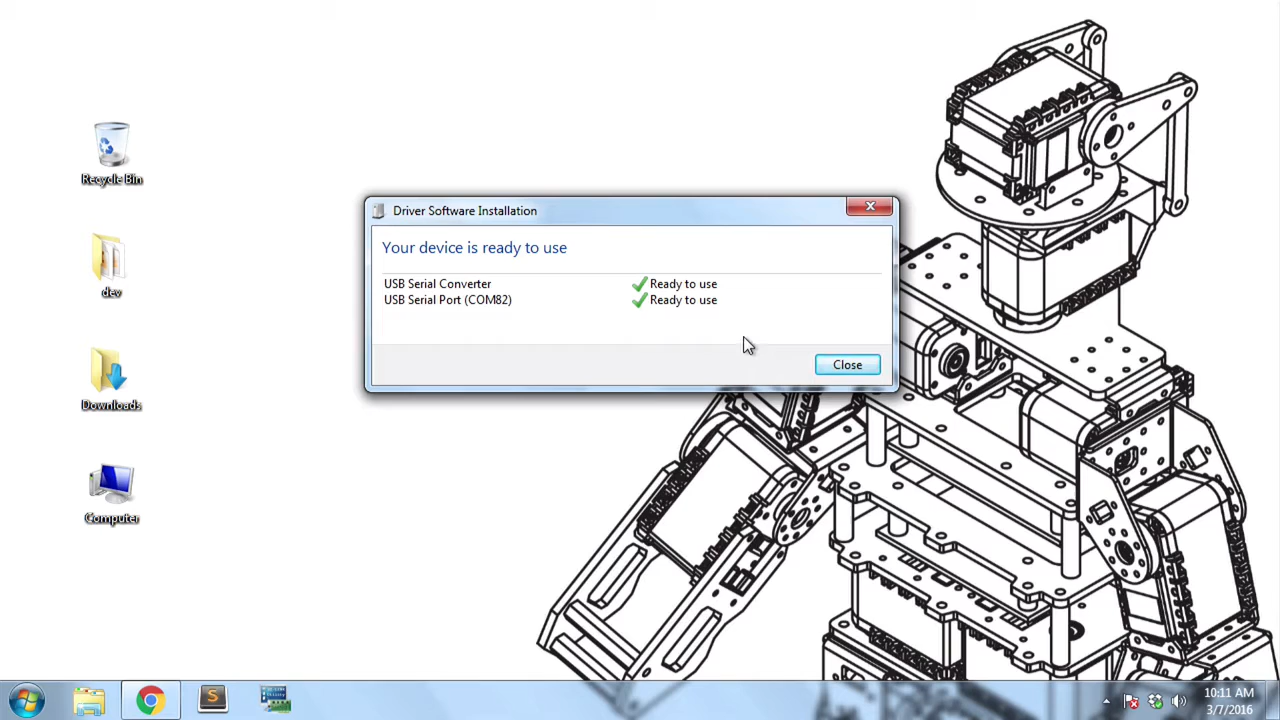 Recycle Bin
dev
Downloads
Computer
Driver Software Installation
Your device is ready to use
USB Serial Converter Ready to use
USB Serial Port (COM82) Ready to use
Close
S
10:11 AM
3/7/2016